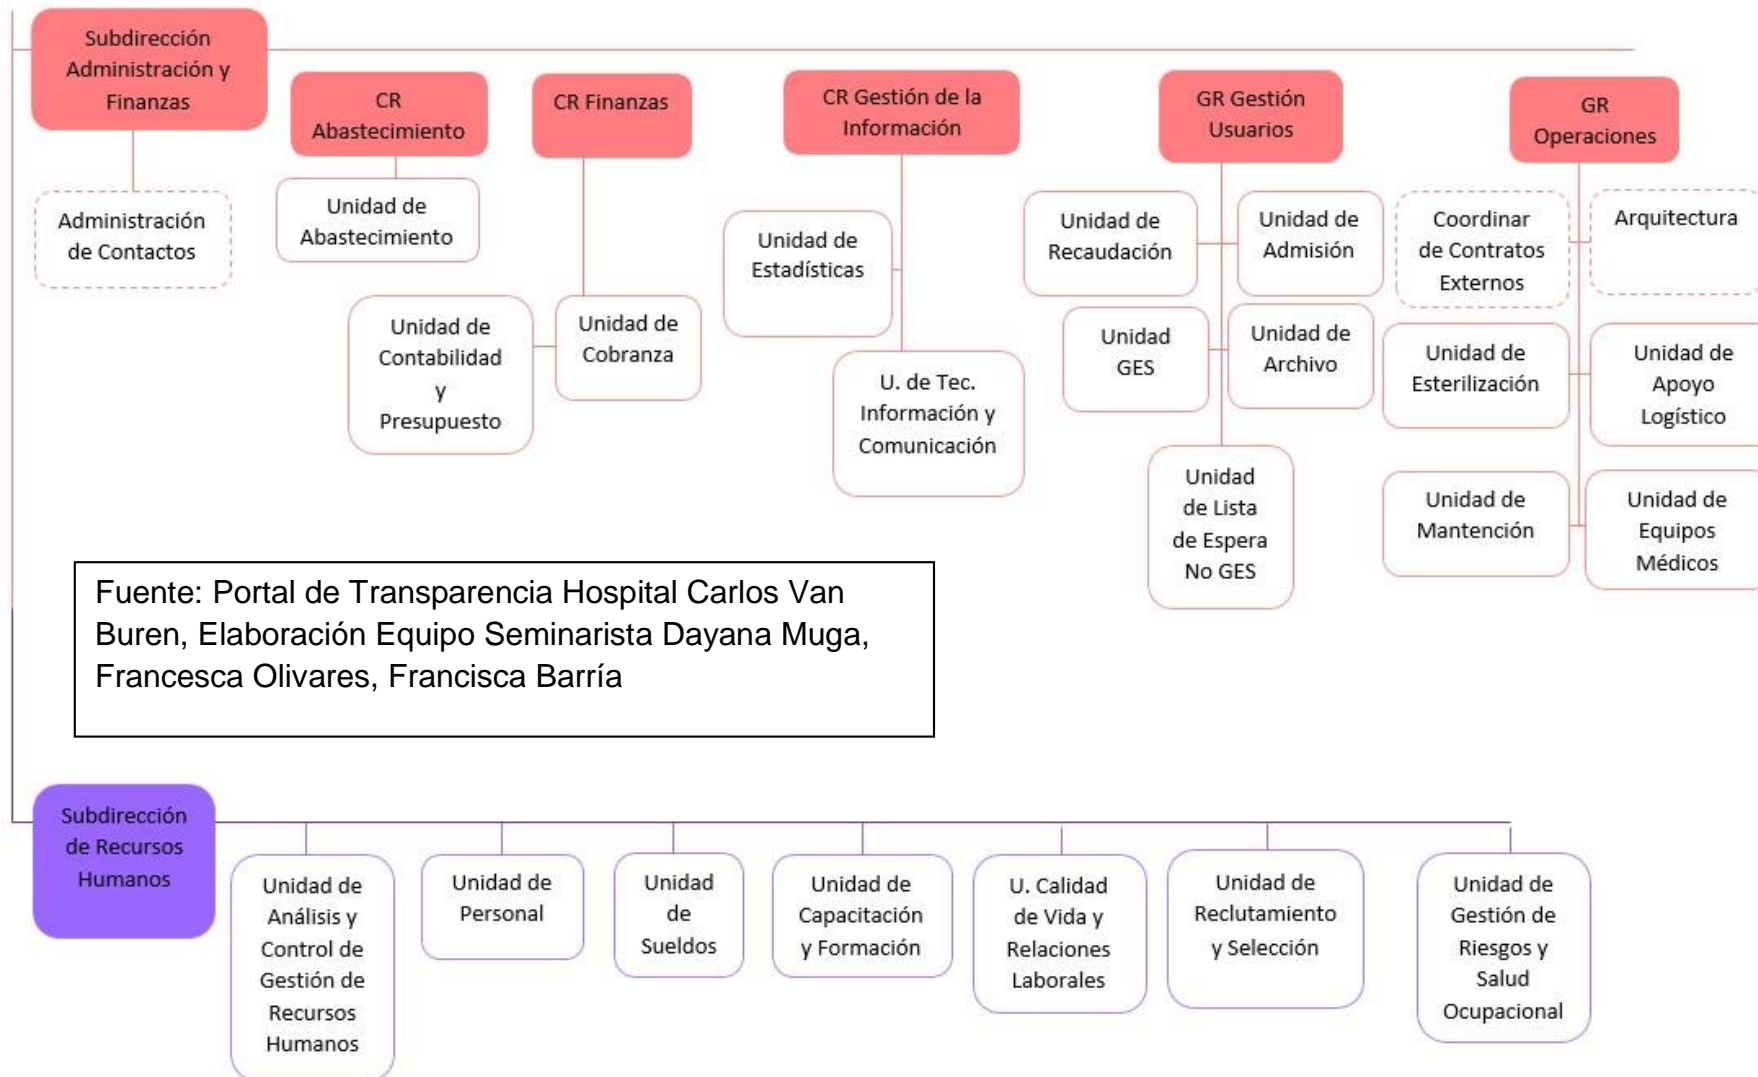 Subdirección
Administración y
Finanzas
CR
Abastecimiento
CR Finanzas
CR Gestión de la
Información
GR Gestión
Usuarios
GR
Operaciones
Administración
de Contactos
Unidad de
Abastecimiento
Unidad de
Contabilidad
y
Presupuesto
Unidad de
Cobranza
Unidad de
Estadísticas
U. de Tec.
Información y
Comunicación
Unidad de
Recaudación
Unidad de
Admisión
Unidad
GES
Unidad de
Archivo
Unidad
de Lista
de Espera
No GES
Coordinar
de Contratos
Externos
Arquitectura
Unidad de
Esterilización
Unidad de
Apoyo
Logístico
Unidad de
Mantención
Unidad de
Equipos
Médicos
Fuente: Portal de Transparencia Hospital Carlos Van
Buren, Elaboración Equipo Seminarista Dayana Muga,
Francesca Olivares, Francisca Barría
Subdirección
de Recursos
Humanos
Unidad de
Análisis y
Control de
Gestión de
Recursos
Humanos
Unidad de
Personal
Unidad
de
Sueldos
Unidad de
Capacitación
y Formación
U. Calidad
de Vida y
Relaciones
Laborales
Unidad de
Reclutamiento
y Selección
Unidad de
Gestión de
Riesgos y
Salud
Ocupacional